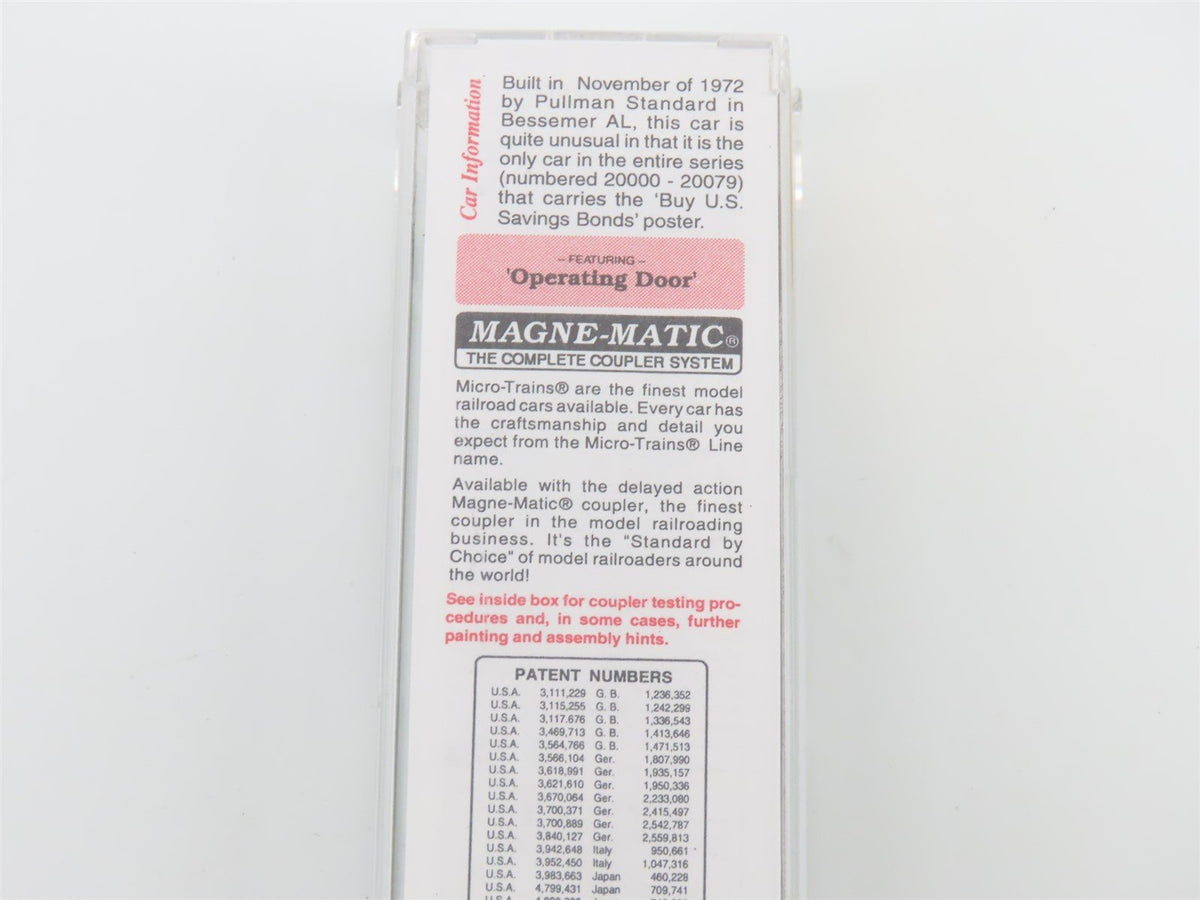 Car Information
Built in November of 1972
by Pullman Standard in
Bessemer AL, this car is
quite unusual in that it is the
only car in the entire series
(numbered 20000 - 20079)
that carries the 'Buy U.S.
Savings Bonds' poster.
– FEATURING –
'Operating Door'
MAGNE-MATIC®
THE COMPLETE COUPLER SYSTEM
Micro-Trains® are the finest model
railroad cars available. Every car has
the craftsmanship and detail you
expect from the Micro-Trains® Line
name.
Available with the delayed action
Magne-Matic® coupler, the finest
coupler in the model railroading
business. It's the "Standard by
Choice" of model railroaders around
the world!
See inside box for coupler testing pro-
cedures and, in some cases, further
painting and assembly hints.
PATENT NUMBERS
U.S.A. 3,111,229 G. B. 1,236,352
U.S.A. 3,115,255 G. B. 1,242,299
U.S.A. 3,117.676 G. B. 1,336,543
U.S.A. 3,469,713 G. B. 1,413,646
U.S.A. 3,564,766 G. B. 1,471,513
U.S.A. 3,566,104 Ger. 1,807,990
U.S.A. 3,618,991 Ger. 1,935,157
U.S.A. 3,621,610 Ger. 1,950,336
U.S.A. 3,670,064 Ger. 2,233,080
U.S.A. 3,700,371 Ger. 2,415,497
U.S.A. 3,700,889 Ger. 2,542,787
U.S.A. 3,840,127 Ger. 2,559,813
U.S.A. 3,942,648 Italy 950,661
U.S.A. 3,952,450 Italy 1,047,316
U.S.A. 3,983,663 Japan 460,228
U.S.A. 4,799,431 Japan 709,741